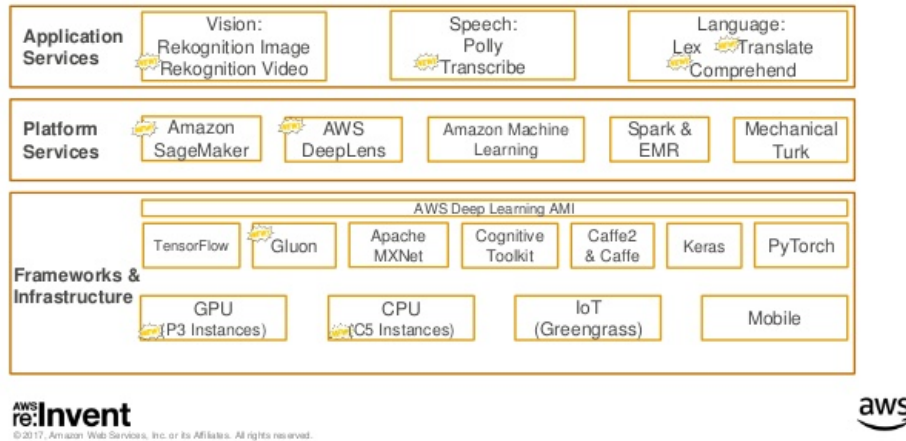 Application
Services
Vision:
Rekognition Image
NEW!
Rekognition Video
Speech:
Polly
NEW!
Transcribe
Language:
Lex NEW! Translate
NEW!
Comprehend
Platform
Services
NEW! Amazon
SageMaker
NEW! AWS
DeepLens
Amazon Machine
Learning
Spark &
EMR
Mechanical
Turk
Frameworks &
Infrastructure
AWS Deep Learning AMI
TensorFlow
NEW!
Gluon
Apache
MXNet
Cognitive
Toolkit
Caffe2
& Caffe
Keras
PyTorch
GPU
NEW! (P3 Instances)
CPU
NEW! (C5 Instances)
IoT
(Greengrass)
Mobile
AWS
re:Invent
© 2017, Amazon Web Services, Inc. or its Affiliates. All rights reserved.
aws